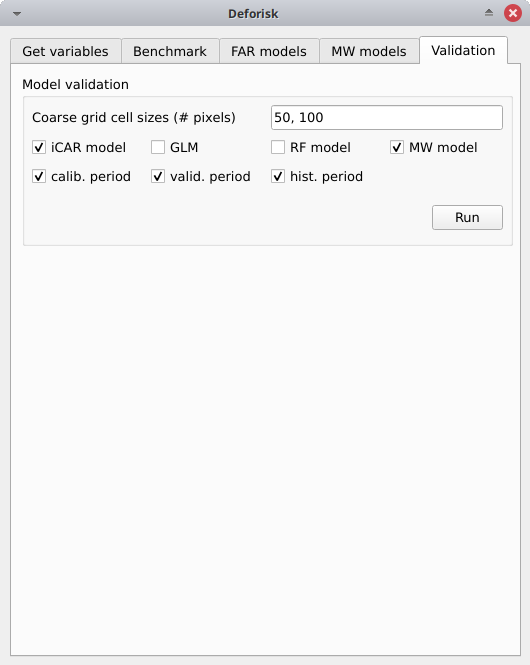 Deforisk
Get variables Benchmark FAR models MW models Validation
Model validation
Coarse grid cell sizes (# pixels) 50, 100
iCAR model GLM RF model MW model
calib. period valid. period hist. period
Run